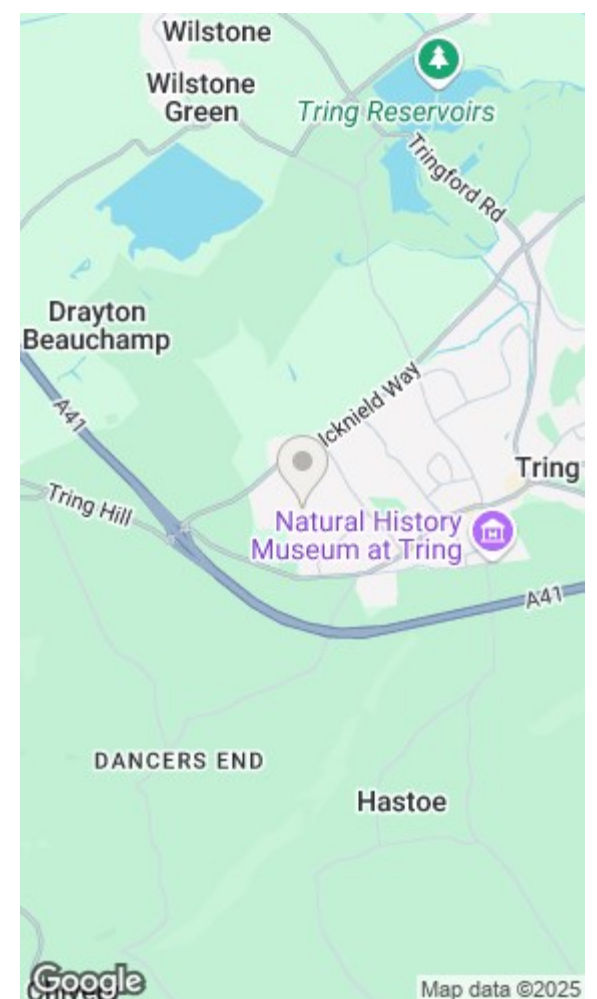 Wilstone
Wilstone
Green
Tring Reservoirs
Tringford Rd
Drayton
Beauchamp
Icknield Way
A41
Tring Hill
Tring
Natural History
Museum at Tring
A41
DANCERS END
Hastoe
Google
Map data ©2025